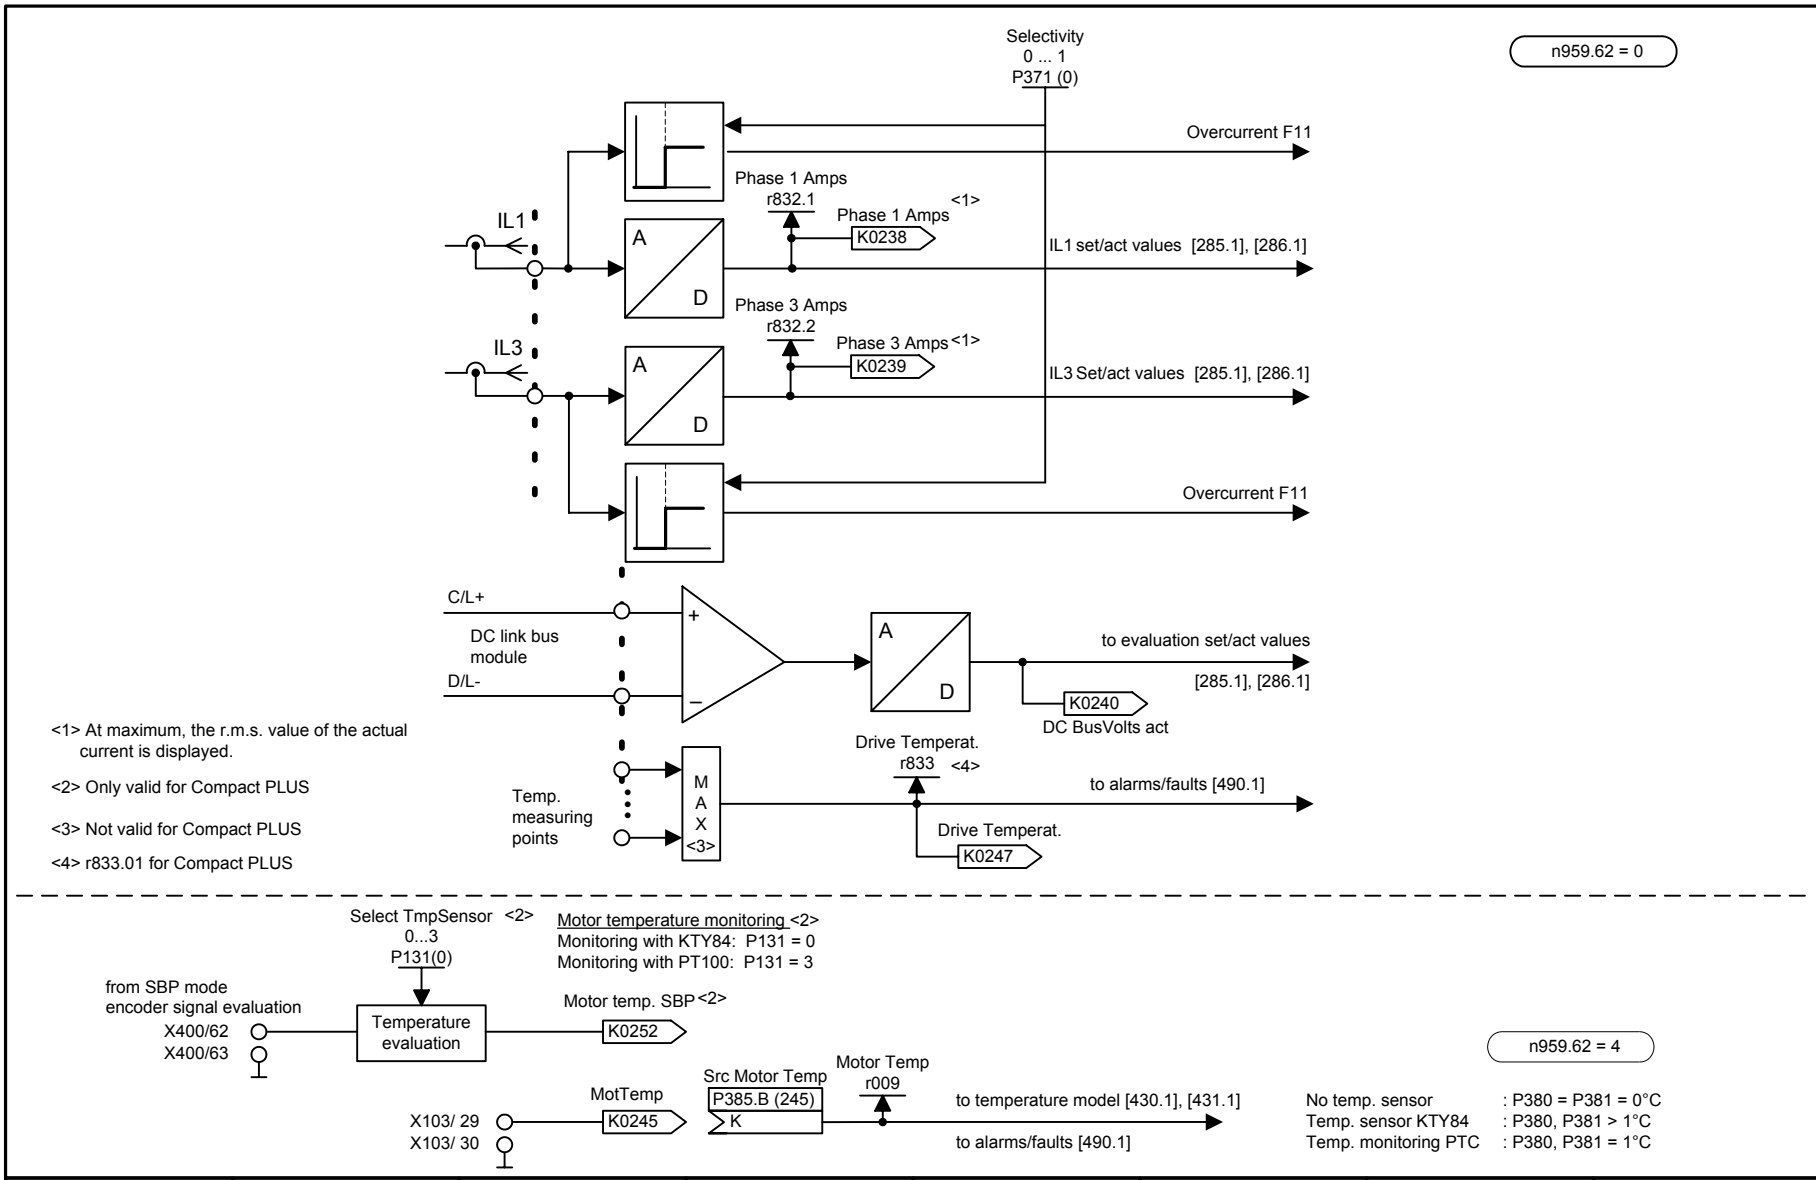 Selectivity
0 ... 1
P371 (0)
n959.62 = 0
Overcurrent F11
Phase 1 Amps
r832.1
<1>
Phase 1 Amps
K0238
IL1
A
D
IL1 set/act values [285.1], [286.1]
Phase 3 Amps
r832.2
Phase 3 Amps <1>
K0239
IL3
A
D
IL3 Set/act values [285.1], [286.1]
Overcurrent F11
C/L+
+
DC link bus
module
D/L-
–
A
D
to evaluation set/act values
[285.1], [286.1]
K0240
DC BusVolts act
<1> At maximum, the r.m.s. value of the actual
current is displayed.
<2> Only valid for Compact PLUS
<3> Not valid for Compact PLUS
<4> r833.01 for Compact PLUS
Temp.
measuring
points
M
A
X
<3>
Drive Temperat.
r833 <4>
to alarms/faults [490.1]
Drive Temperat.
K0247
Select TmpSensor <2>
0...3
P131(0)
Motor temperature monitoring <2>
Monitoring with KTY84: P131 = 0
Monitoring with PT100: P131 = 3
from SBP mode
encoder signal evaluation
X400/62
X400/63
Temperature
evaluation
Motor temp. SBP <2>
K0252
n959.62 = 4
X103/ 29
X103/ 30
MotTemp
K0245
Src Motor Temp
P385.B (245)
K
Motor Temp
r009
to temperature model [430.1], [431.1]
to alarms/faults [490.1]
No temp. sensor : P380 = P381 = 0°C
Temp. sensor KTY84 : P380, P381 > 1°C
Temp. monitoring PTC : P380, P381 = 1°C